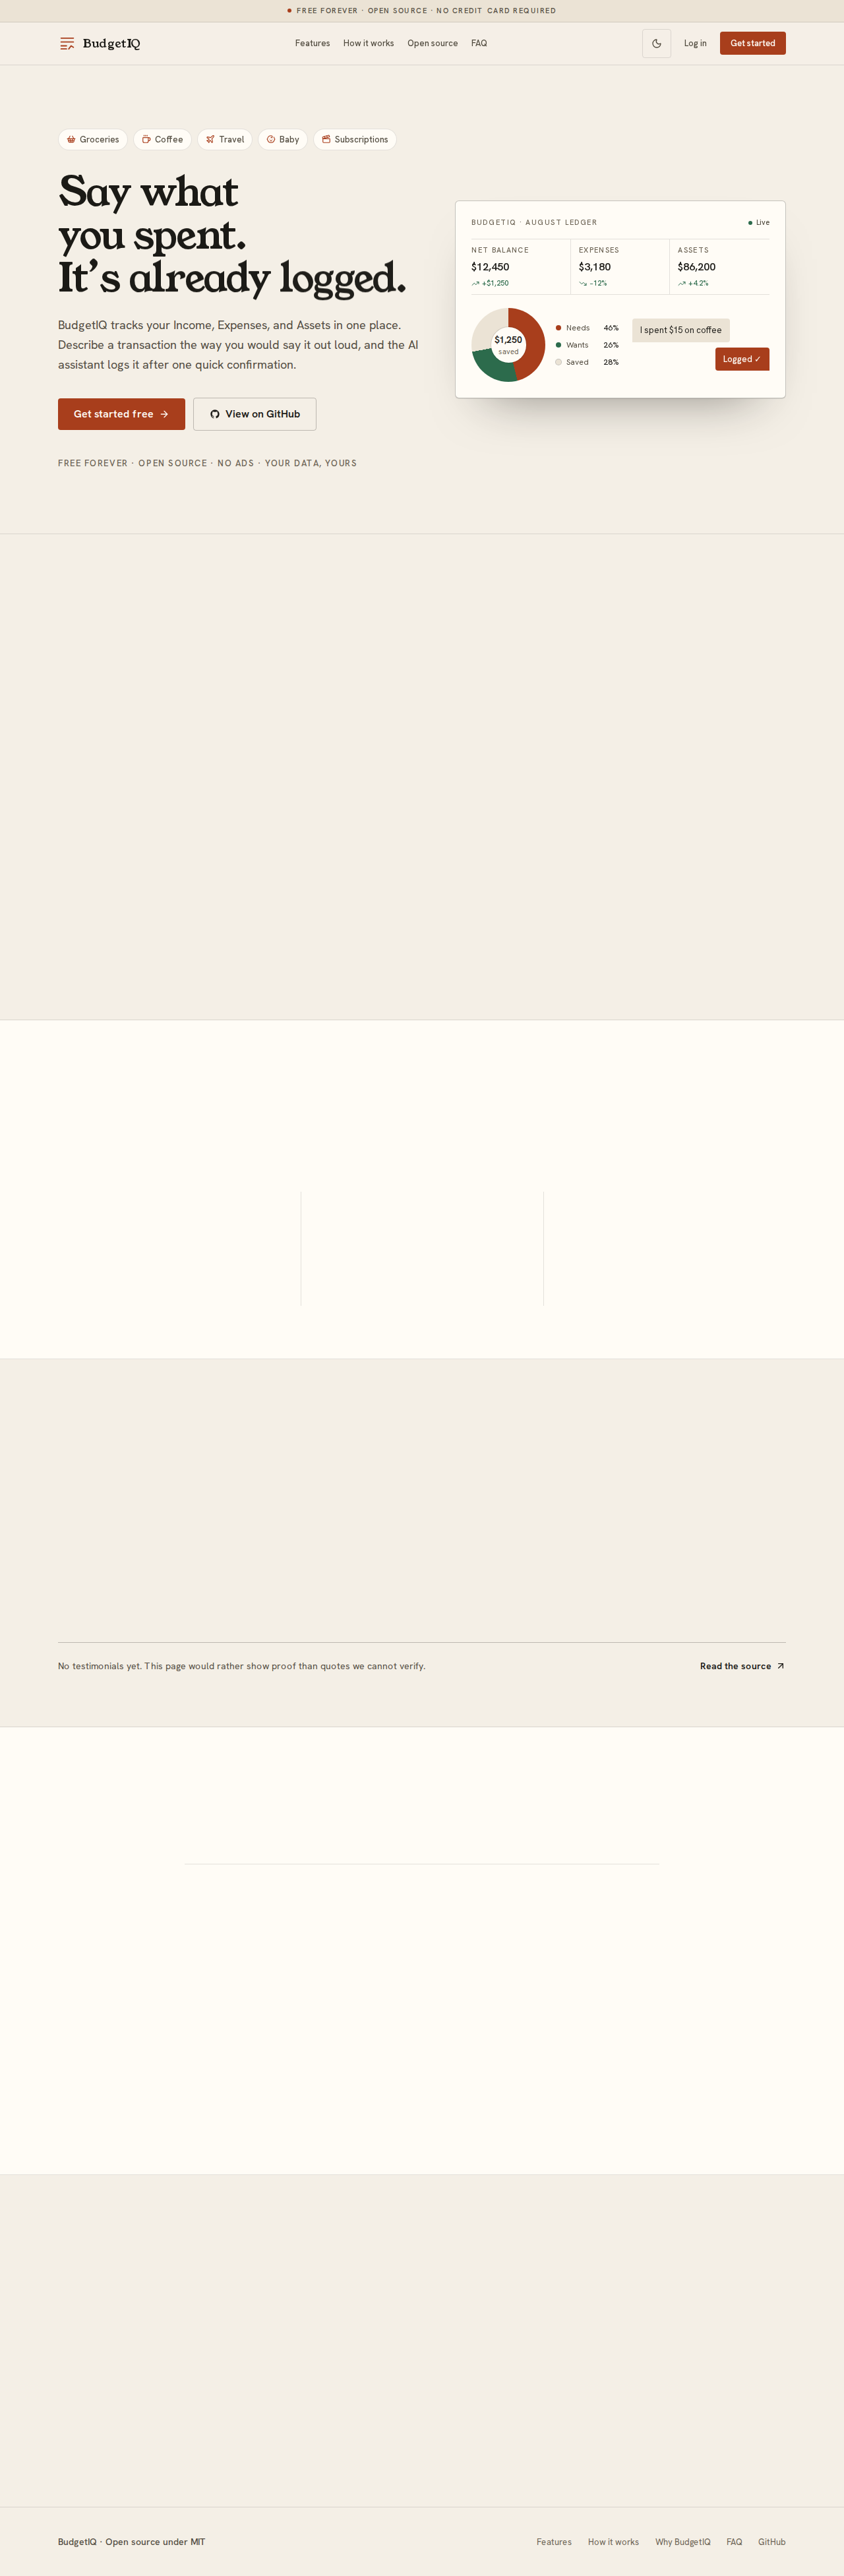 FREE FOREVER · OPEN SOURCE · NO CREDIT CARD REQUIRED
BudgetIQ
Features
How it works
Open source
FAQ
Log in
Get started
Groceries
Coffee
Travel
Baby
Subscriptions
Say what
you spent.
It’s already logged.
BudgetIQ tracks your Income, Expenses, and Assets in one place.
Describe a transaction the way you would say it out loud, and the AI
assistant logs it after one quick confirmation.
Get started free →
View on GitHub
FREE FOREVER · OPEN SOURCE · NO ADS · YOUR DATA, YOURS
BUDGETIQ · AUGUST LEDGER
Live
NET BALANCE
$12,450
+$1,250
EXPENSES
$3,180
−12%
ASSETS
$86,200
+4.2%
$1,250
saved
Needs 46%
Wants 26%
Saved 28%
I spent $15 on coffee
Logged ✓
No testimonials yet. This page would rather show proof than quotes we cannot verify.
Read the source
BudgetIQ · Open source under MIT
Features
How it works
Why BudgetIQ
FAQ
GitHub